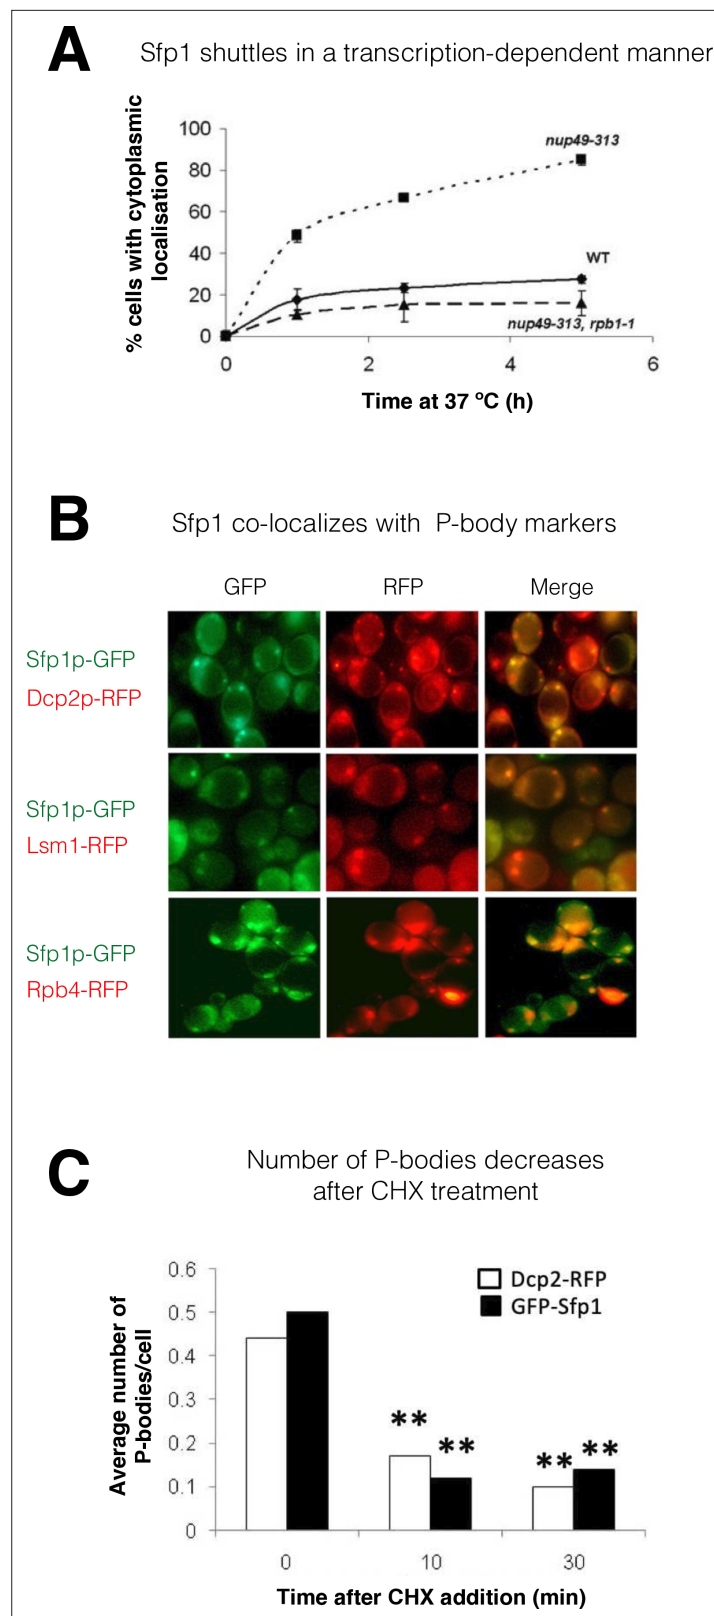 A
Sfp1 shuttles in a transcription-dependent manner
% cells with cytoplasmic
localisation
100
80
60
40
20
0
nup49-313
WT
nup49-313, rpb1-1
0 2 4 6
Time at 37 °C (h)
B
Sfp1 co-localizes with P-body markers
GFP RFP Merge
Sfp1p-GFP
Dcp2p-RFP
Sfp1p-GFP
Lsm1-RFP
Sfp1p-GFP
Rpb4-RFP
C
Number of P-bodies decreases
after CHX treatment
Average number of
P-bodies/cell
0.6
0.5
0.4
0.3
0.2
0.1
0
Dcp2-RFP
GFP-Sfp1
** ** ** **
0 10 30
Time after CHX addition (min)